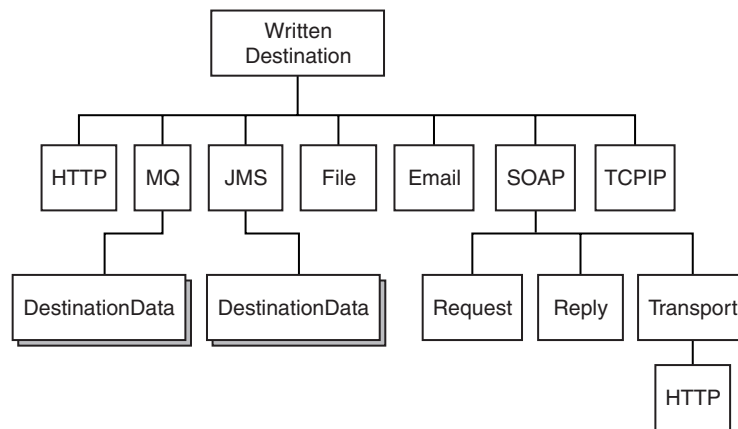 Written
Destination
HTTP
MQ
JMS
File
Email
SOAP
TCPIP
DestinationData
DestinationData
Request
Reply
Transport
HTTP